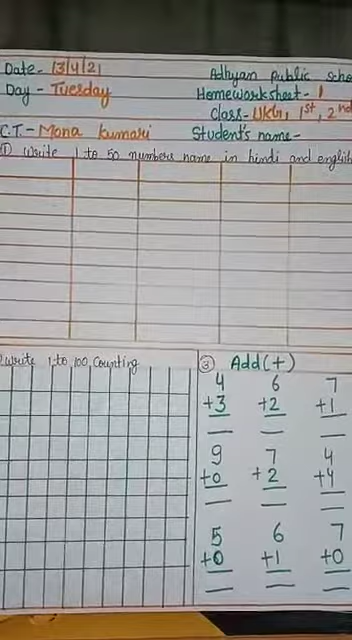 Date- 13/4/21
Adhyan public scho
Day - Tuesday
Homeworksheet- 1
Class- UKG, 1st, 2nd
C.T.- Mona kumari
Student's name-
① Write 1 to 50 numbers name in hindi and english
write 1 to 100 Counting
③ Add(+)
4 6 7
+3 +2 +1
9 7 4
+0 +2 +4
5 6 7
+0 +1 +0